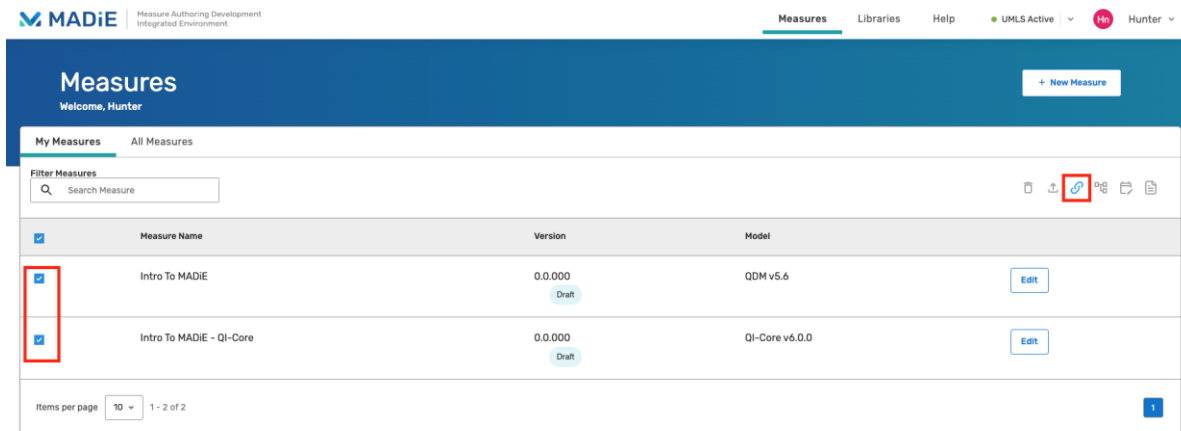 MADiE
Measure Authoring Development
Integrated Environment
Measures
Libraries
Help
UMLS Active
Hn
Hunter
Measures
Welcome, Hunter
+ New Measure
My Measures
All Measures
Filter Measures
Search Measure
Measure Name
Version
Model
Intro To MADiE
0.0.000
QDM v5.6
Edit
Draft
Intro To MADiE - QI-Core
0.0.000
QI-Core v6.0.0
Edit
Draft
Items per page
10
1 - 2 of 2
1